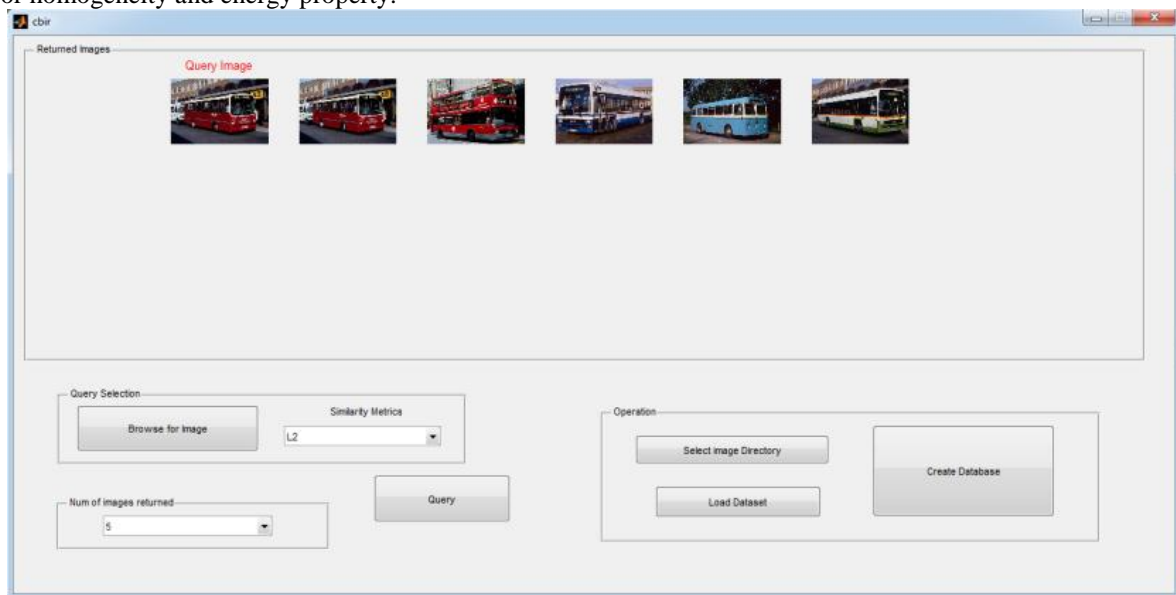 or homogeneity and energy property.
cbir
Returned Images
Query Image
Query Selection
Browse for Image
Similarity Metrics
L2
Num of images returned
5
Query
Operation
Select image Directory
Load Dataset
Create Database